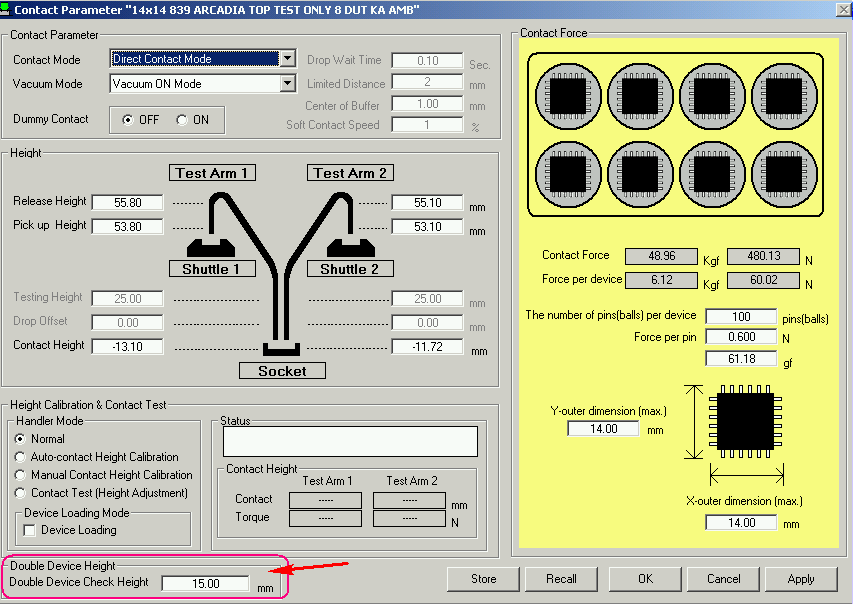 Contact Parameter "14x14 839 ARCADIA TOP TEST ONLY 8 DUT KA AMB"
Contact Parameter
Contact Mode Direct Contact Mode
Vacuum Mode Vacuum ON Mode
Dummy Contact OFF ON
Drop Wait Time 0.10 Sec.
Limited Distance 2 mm
Center of Buffer 1.00 mm
Soft Contact Speed 1 %
Height
Test Arm 1 Test Arm 2
Release Height 55.80 55.10 mm
Pick up Height 53.80 53.10 mm
Shuttle 1 Shuttle 2
Testing Height 25.00 25.00 mm
Drop Offset 0.00 0.00 mm
Contact Height -13.10 -11.72 mm
Socket
Height Calibration & Contact Test
Handler Mode
Normal
Auto-contact Height Calibration
Manual Contact Height Calibration
Contact Test (Height Adjustment)
Device Loading Mode
Device Loading
Status
Contact Height
Test Arm 1 Test Arm 2
Contact ----- ----- mm
Torque ----- ----- N
Double Device Height
Double Device Check Height 15.00 mm
Contact Force
Contact Force 48.96 Kgf 480.13 N
Force per device 6.12 Kgf 60.02 N
The number of pins(balls) per device 100 pins(balls)
Force per pin 0.600 N
61.18 gf
Y-outer dimension (max.)
14.00 mm
X-outer dimension (max.)
14.00 mm
Store Recall OK Cancel Apply